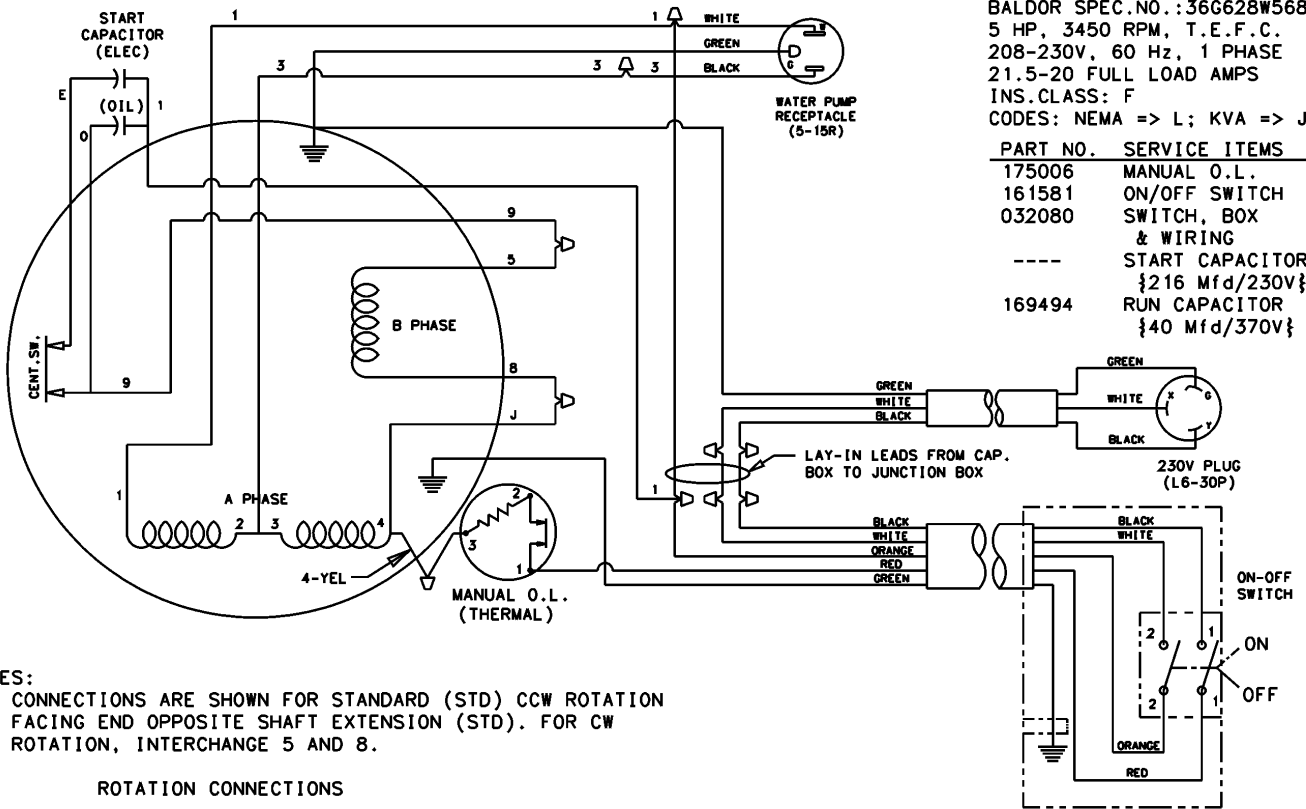 START
CAPACITOR
(ELEC)
E
(OIL)
1
O
1
1
WHITE
W
GREEN
G
3
3
3
BLACK
WATER PUMP
RECEPTACLE
(5-15R)
BALDOR SPEC.NO.:36G628W568
5 HP, 3450 RPM, T.E.F.C.
208-230V, 60 Hz, 1 PHASE
21.5-20 FULL LOAD AMPS
INS.CLASS: F
CODES: NEMA => L; KVA => J
PART NO. SERVICE ITEMS
175006 MANUAL O.L.
161581 ON/OFF SWITCH
032080 SWITCH, BOX
& WIRING
---- START CAPACITOR
{216 Mfd/230V}
169494 RUN CAPACITOR
{40 Mfd/370V}
9
5
B PHASE
8
J
CENT.SW.
9
1
A PHASE
2
3
4
4-YEL
2
3
1
MANUAL O.L.
(THERMAL)
GREEN
WHITE
BLACK
GREEN
WHITE
BLACK
X
G
Y
230V PLUG
(L6-30P)
LAY-IN LEADS FROM CAP.
BOX TO JUNCTION BOX
1
BLACK
WHITE
ORANGE
RED
GREEN
BLACK
WHITE
ON-OFF
SWITCH
2
1
ON
OFF
2
1
ORANGE
RED
ES:
CONNECTIONS ARE SHOWN FOR STANDARD (STD) CCW ROTATION
FACING END OPPOSITE SHAFT EXTENSION (STD). FOR CW
ROTATION, INTERCHANGE 5 AND 8.
ROTATION CONNECTIONS